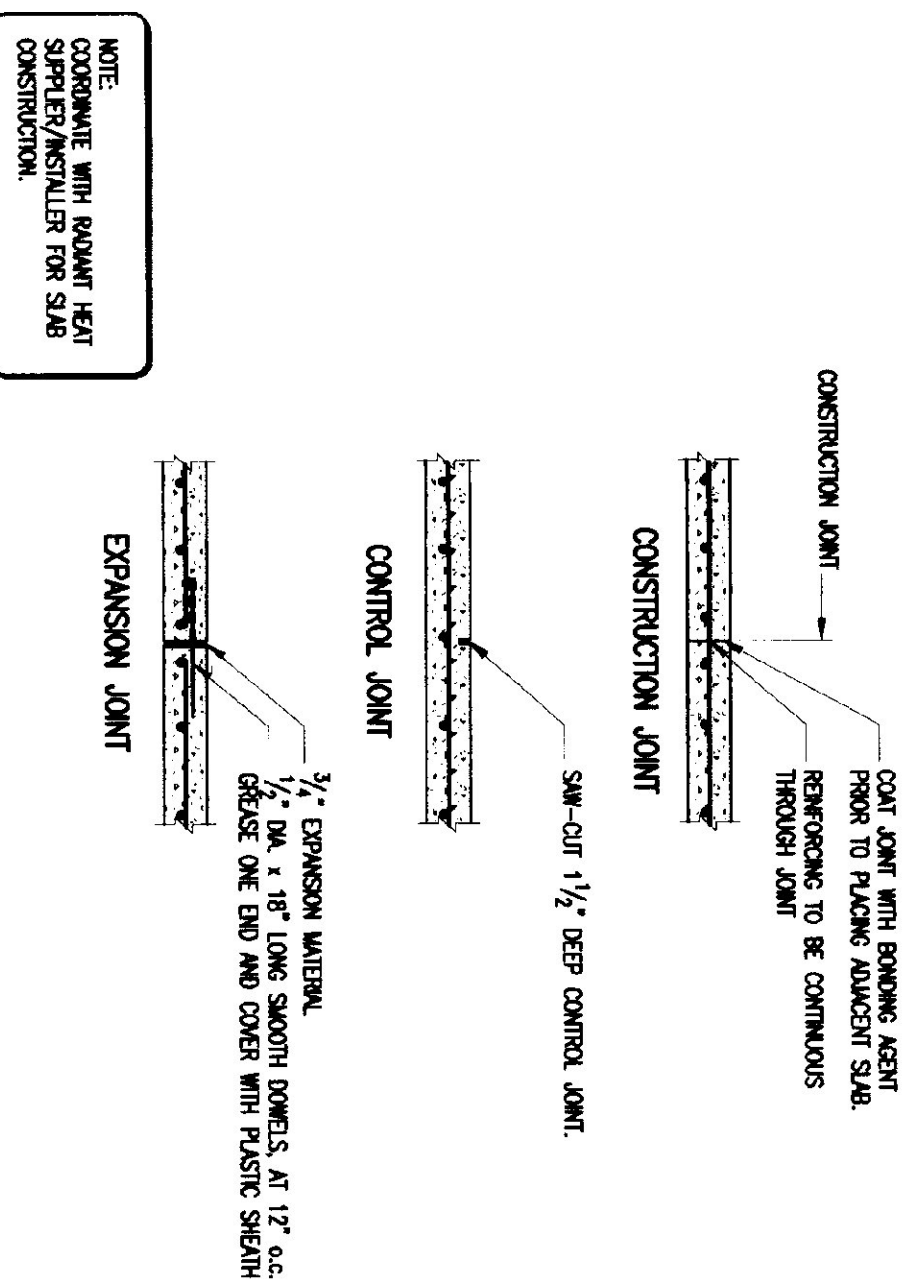 CONSTRUCTION JOINT
COAT JOINT WITH BONDING AGENT
PRIOR TO PLACING ADJACENT SLAB.
REINFORCING TO BE CONTINUOUS
THROUGH JOINT
CONSTRUCTION JOINT
SAW-CUT 1 1/2" DEEP CONTROL JOINT.
CONTROL JOINT
3/4" EXPANSION MATERIAL
1/2" DIA. x 18" LONG SMOOTH DOWELS, AT 12" o.c.
GREASE ONE END AND COVER WITH PLASTIC SHEATH
EXPANSION JOINT
NOTE:
COORDINATE WITH RADIANT HEAT
SUPPLIER/INSTALLER FOR SLAB
CONSTRUCTION.